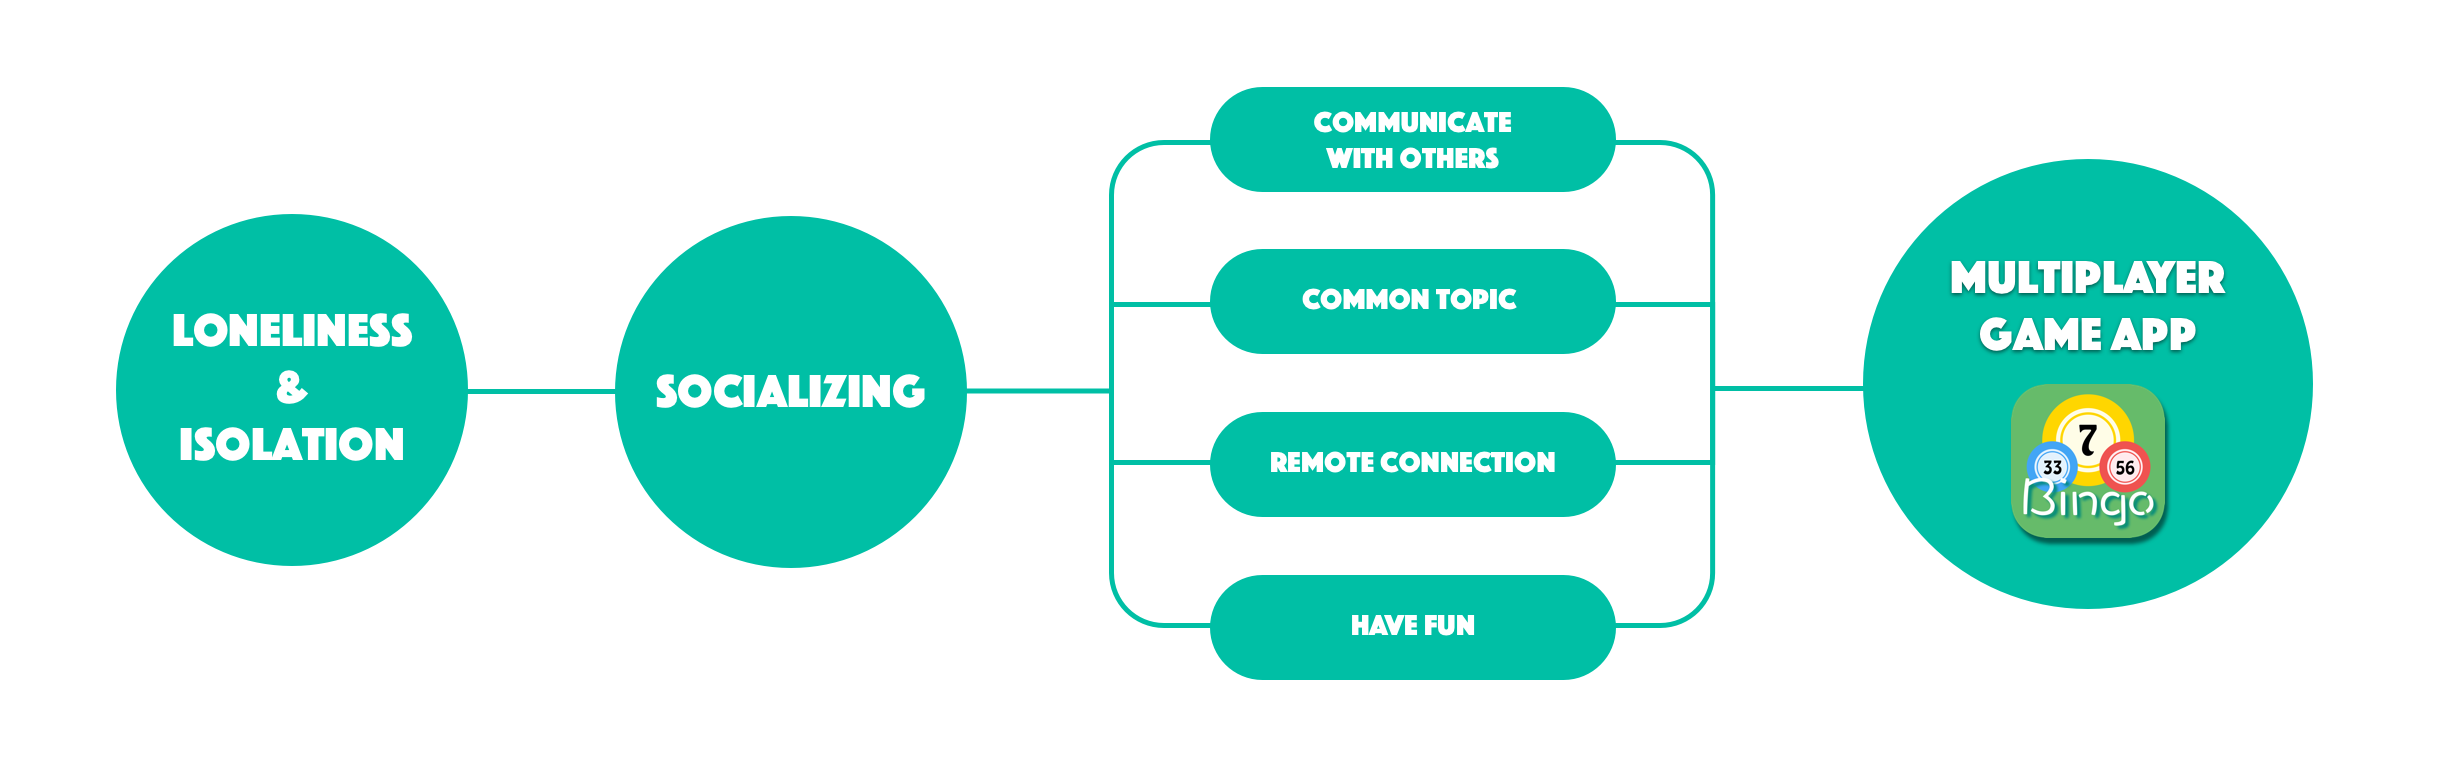 LONELINESS
&
ISOLATION
SOCIALIZING
COMMUNICATE
WITH OTHERS
COMMON TOPIC
REMOTE CONNECTION
HAVE FUN
MULTIPLAYER
GAME APP
7
33
56
Bingo